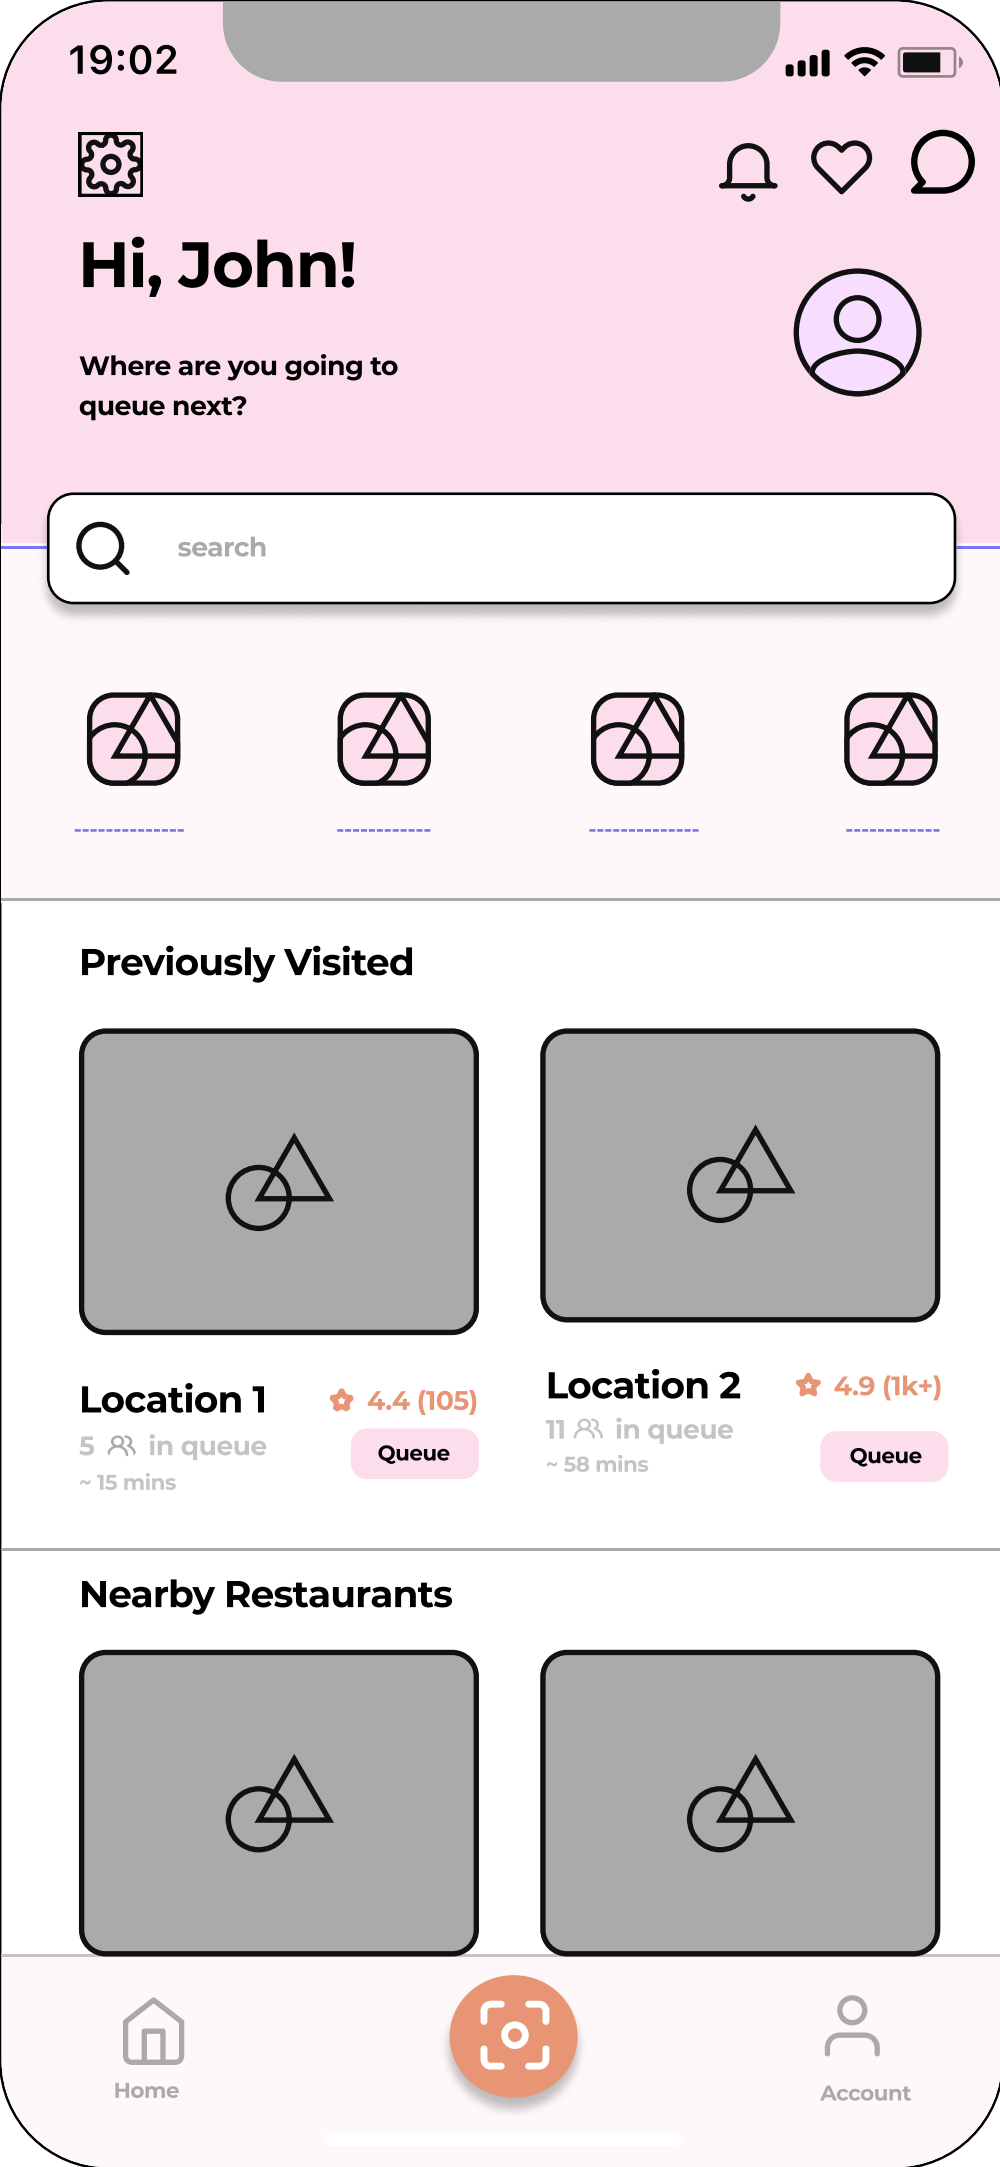 19:02
Hi, John!
Where are you going to
queue next?
search
Previously Visited
Location 1
4.4 (105)
5 in queue
~ 15 mins
Queue
Location 2
4.9 (1k+)
11 in queue
~ 58 mins
Queue
Nearby Restaurants
Home
Account